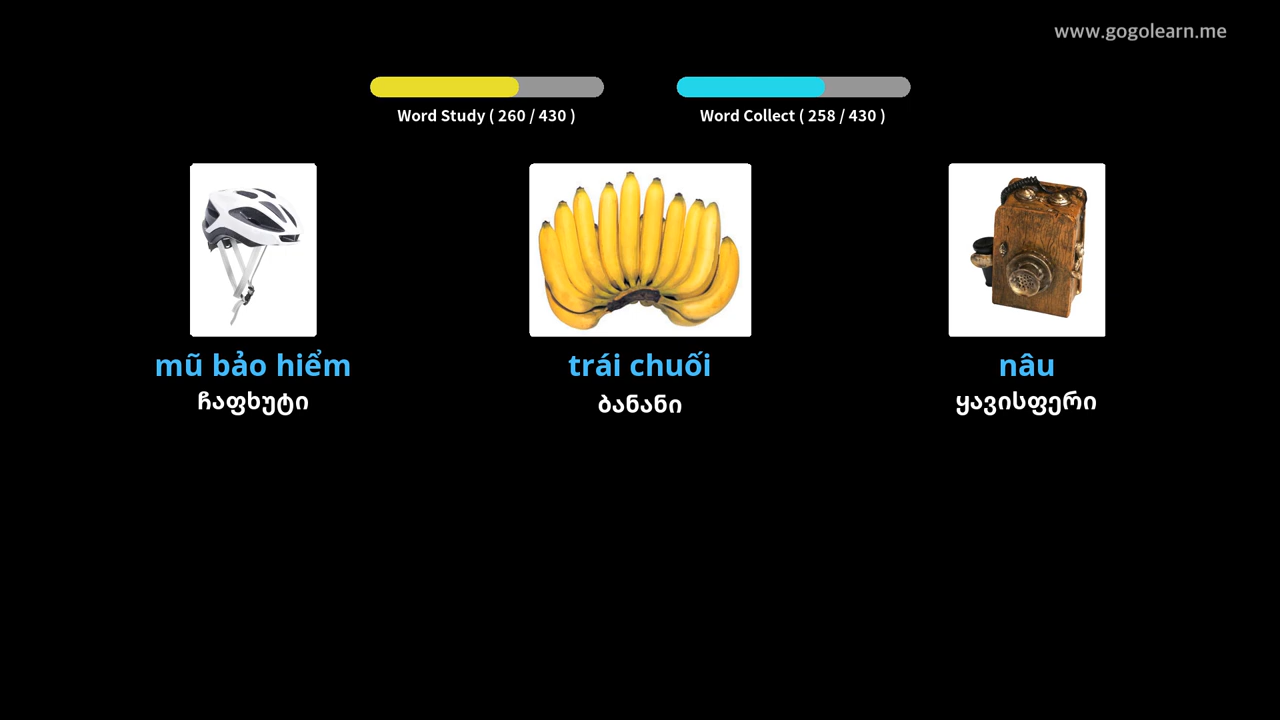 www.gogolearn.me
Word Study ( 260 / 430 )
Word Collect ( 258 / 430 )
mũ bảo hiểm
trái chuối
nâu
ჩაფხუტი
ბანანი
ყავისფერი